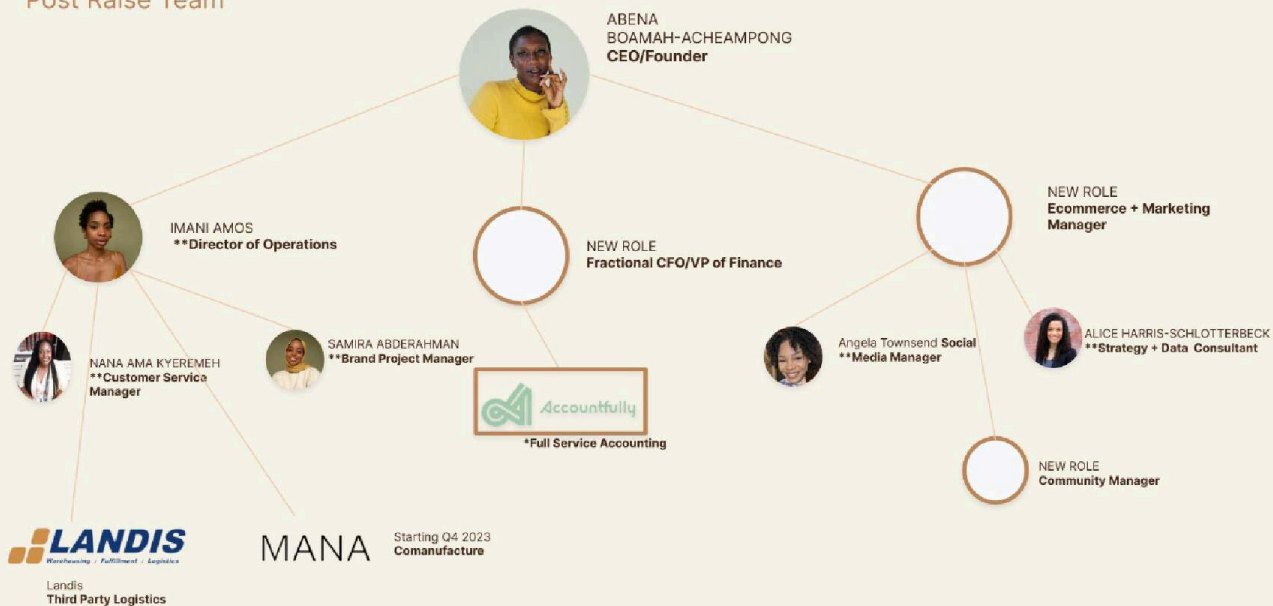 Post Raise Team
ABENA
BOAMAH-ACHEAMPONG
CEO/Founder
IMANI AMOS
**Director of Operations
NEW ROLE
Fractional CFO/VP of Finance
NEW ROLE
Ecommerce + Marketing
Manager
NANA AMA KYEREMEH
**Customer Service
Manager
SAMIRA ABDERAHMAN
**Brand Project Manager
Accountfully
*Full Service Accounting
Angela Townsend Social
**Media Manager
ALICE HARRIS-SCHLOTTERBECK
**Strategy + Data Consultant
NEW ROLE
Community Manager
LANDIS
Warehousing / Fulfillment / Logistics
Landis
Third Party Logistics
MANA
Starting Q4 2023
Comanufacture